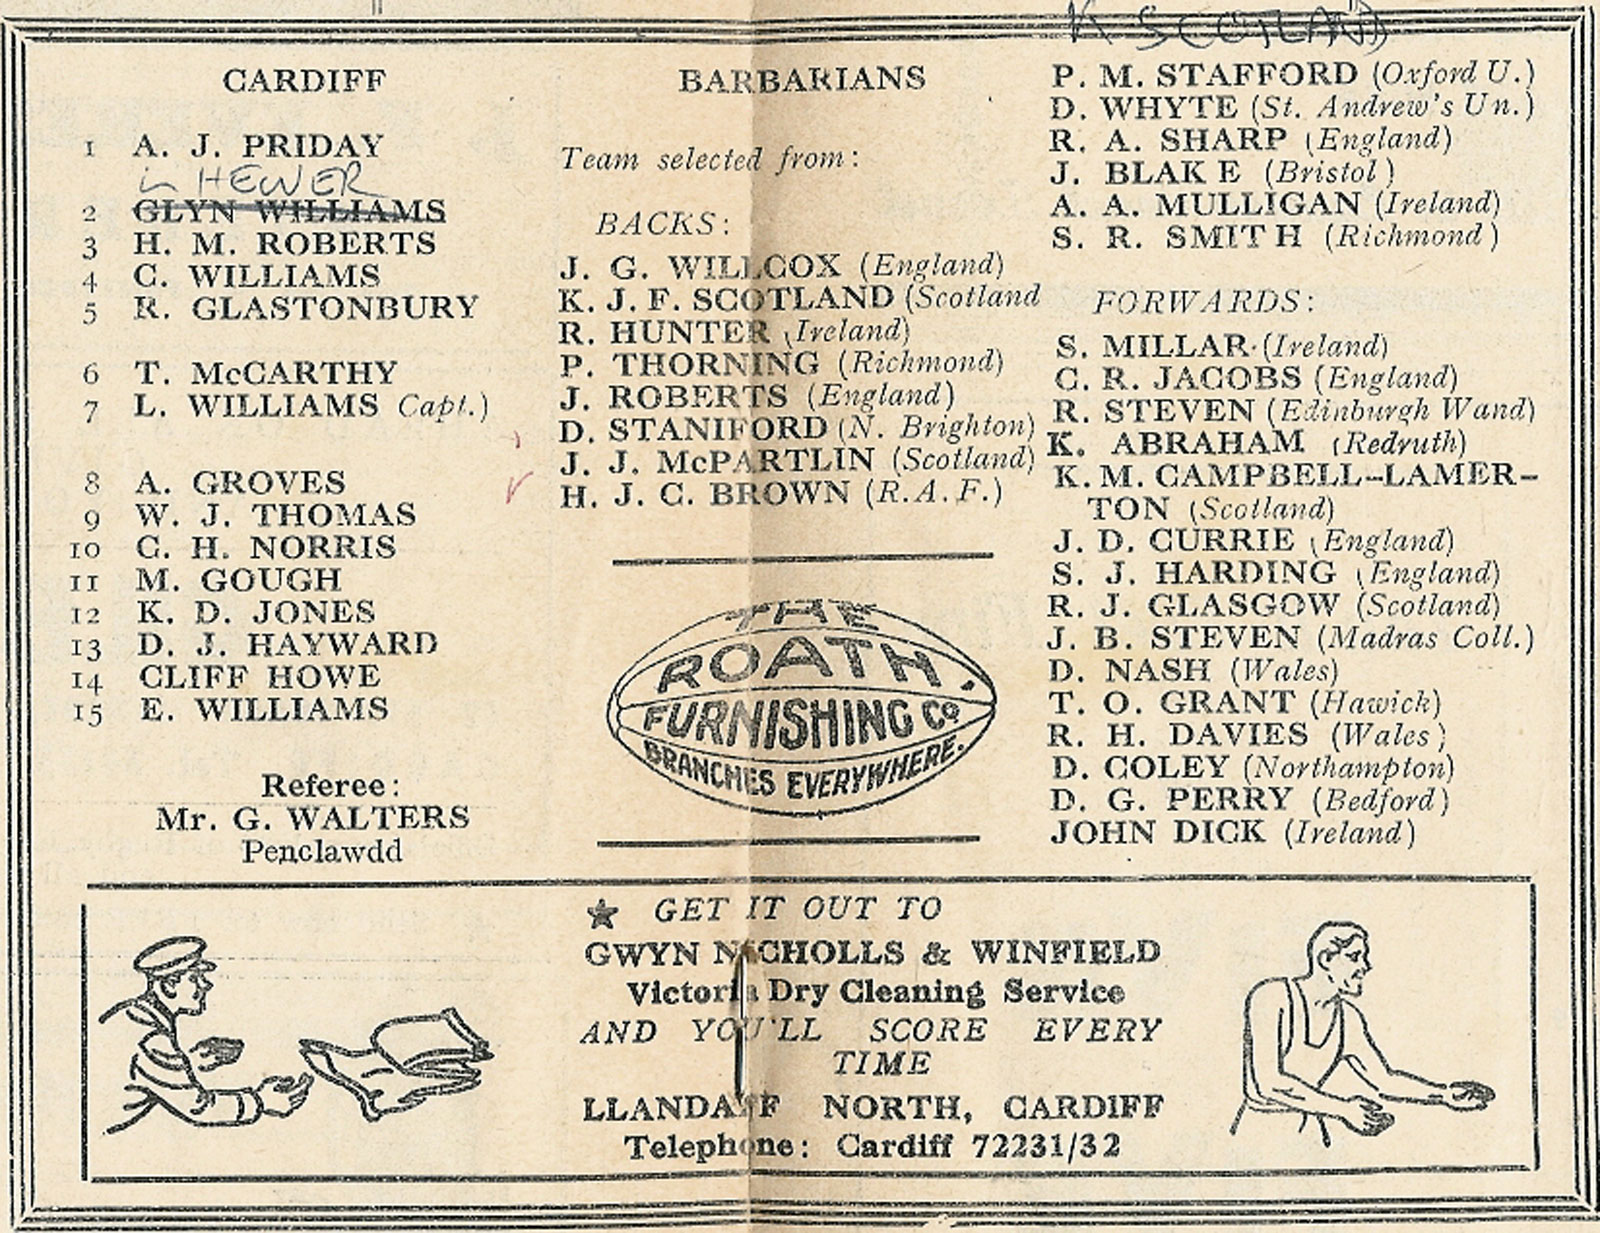 CARDIFF
1 A. J. PRIDAY
L HEWER
2 GLYN WILLIAMS
3 H. M. ROBERTS
4 C. WILLIAMS
5 R. GLASTONBURY
6 T. McCARTHY
7 L. WILLIAMS Capt.)
8 A. GROVES
9 W. J. THOMAS
10 C. H. NORRIS
11 M. GOUGH
12 K. D. JONES
13 D. J. HAYWARD
14 CLIFF HOWE
15 E. WILLIAMS
Referee:
Mr. G. WALTERS
Penclawdd
BARBARIANS
Team selected from:
BACKS:
J. G. WILLCOX (England)
K. J. F. SCOTLAND (Scotland
R. HUNTER (Ireland)
P. THORNING (Richmond)
J. ROBERTS (England)
D. STANIFORD (N. Brighton)
J. J. McPARTLIN (Scotland)
H. J. C. BROWN (R.A.F.)
THE
ROATH
FURNISHING Co.
BRANCHES EVERYWHERE.
K SCOTLAND
P. M. STAFFORD (Oxford U.)
D. WHYTE (St. Andrew's Un.)
R. A. SHARP (England)
J. BLAKE (Bristol)
A. A. MULLIGAN (Ireland)
S. R. SMITH (Richmond)
FORWARDS:
S. MILLAR (Ireland)
C. R. JACOBS (England)
R. STEVEN (Edinburgh Wand)
K. ABRAHAM (Redruth)
K. M. CAMPBELL-LAMER-
TON (Scotland)
J. D. CURRIE (England)
S. J. HARDING (England)
R. J. GLASGOW (Scotland)
J. B. STEVEN (Madras Coll.)
D. NASH (Wales)
T. O. GRANT (Hawick)
R. H. DAVIES (Wales)
D. COLEY (Northampton)
D. G. PERRY (Bedford)
JOHN DICK (Ireland)
GET IT OUT TO
GWYN NICHOLLS & WINFIELD
Victoria Dry Cleaning Service
AND YOU'LL SCORE EVERY
TIME
LLANDAFF NORTH, CARDIFF
Telephone: Cardiff 72231/32